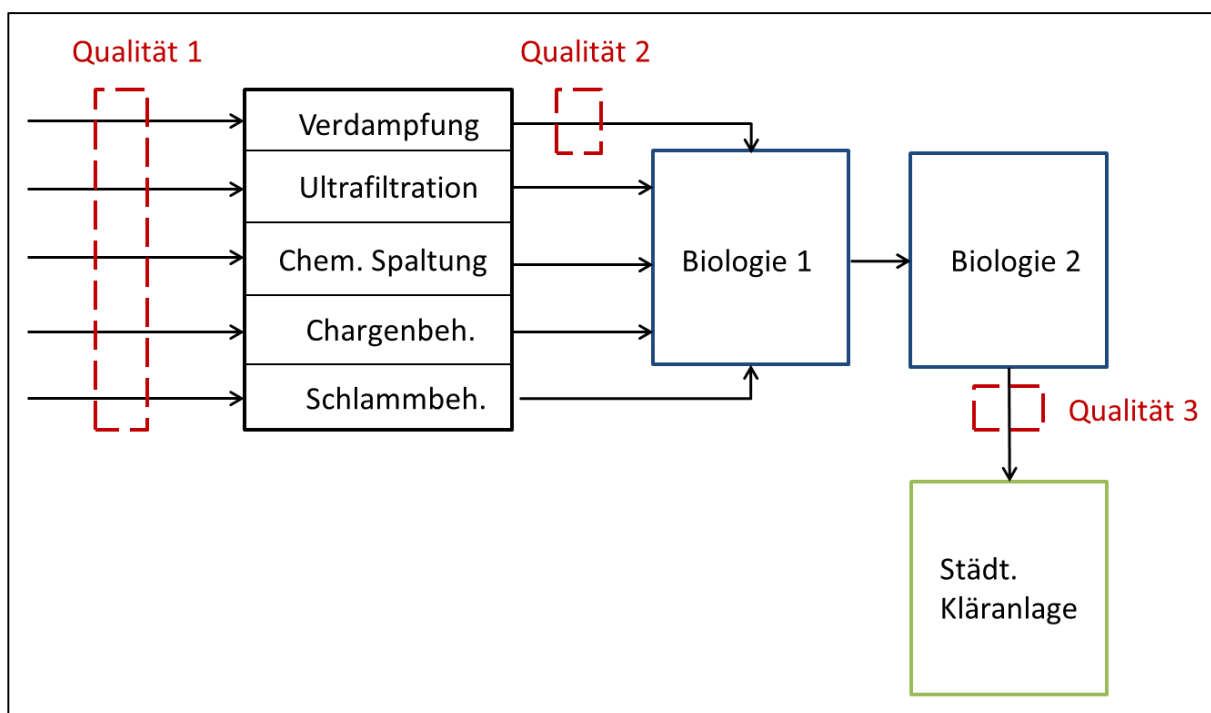 Qualität 1
Qualität 2
Verdampfung
Ultrafiltration
Chem. Spaltung
Chargenbeh.
Schlammbeh.
Biologie 1
Biologie 2
Qualität 3
Städt.
Kläranlage